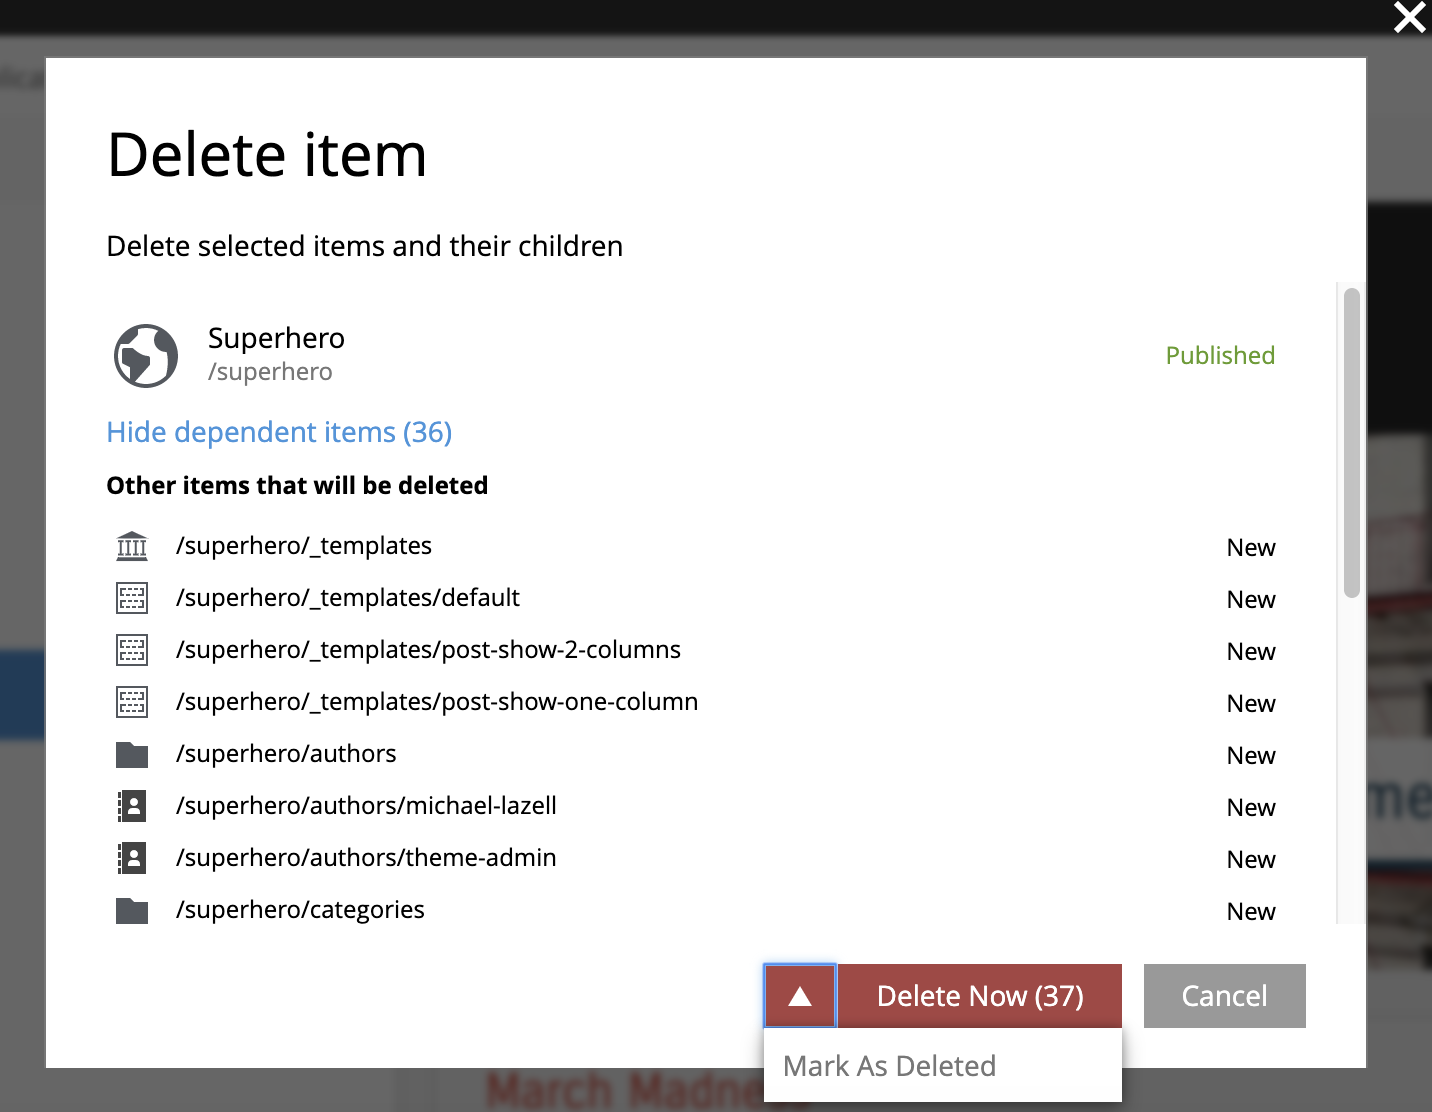 Delete item
Delete selected items and their children
Superhero
/superhero
Published
Hide dependent items (36)
Other items that will be deleted
/superhero/_templates New
/superhero/_templates/default New
/superhero/_templates/post-show-2-columns New
/superhero/_templates/post-show-one-column New
/superhero/authors New
/superhero/authors/michael-lazell New
/superhero/authors/theme-admin New
/superhero/categories New
Delete Now (37) Cancel
Mark As Deleted
March Madness